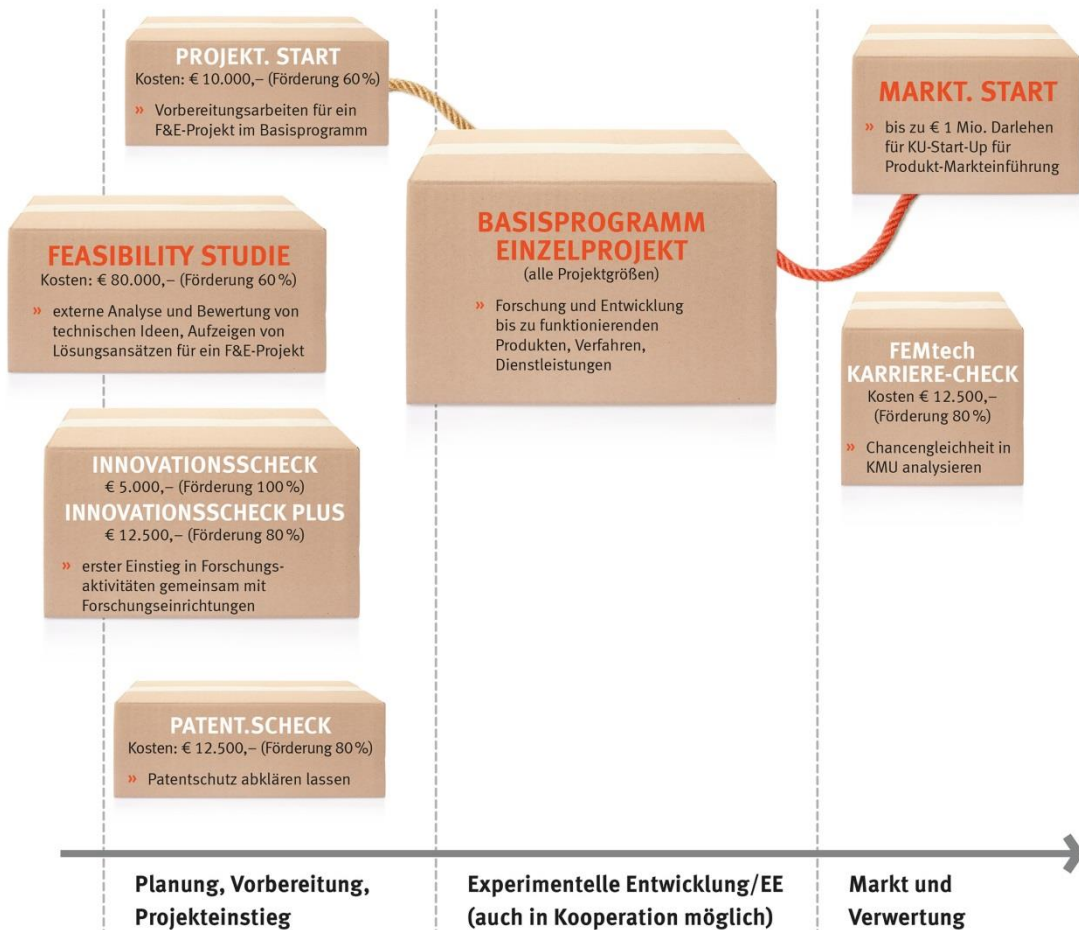 PROJEKT. START
Kosten: € 10.000,– (Förderung 60 %)
» Vorbereitungsarbeiten für ein
F&E-Projekt im Basisprogramm
FEASIBILITY STUDIE
Kosten: € 80.000,– (Förderung 60 %)
» externe Analyse und Bewertung von
technischen Ideen, Aufzeigen von
Lösungsansätzen für ein F&E-Projekt
INNOVATIONSSCHECK
€ 5.000,– (Förderung 100 %)
INNOVATIONSSCHECK PLUS
€ 12.500,– (Förderung 80 %)
» erster Einstieg in Forschungs-
aktivitäten gemeinsam mit
Forschungseinrichtungen
PATENT.SCHECK
Kosten: € 12.500,– (Förderung 80 %)
» Patentschutz abklären lassen
BASISPROGRAMM
EINZELPROJEKT
(alle Projektgrößen)
» Forschung und Entwicklung
bis zu funktionierenden
Produkten, Verfahren,
Dienstleistungen
MARKT. START
» bis zu € 1 Mio. Darlehen
für KU-Start-Up für
Produkt-Markteinführung
FEMtech
KARRIERE-CHECK
Kosten € 12.500,–
(Förderung 80 %)
» Chancengleichheit in
KMU analysieren
Planung, Vorbereitung,
Projekteinstieg
Experimentelle Entwicklung/EE
(auch in Kooperation möglich)
Markt und
Verwertung